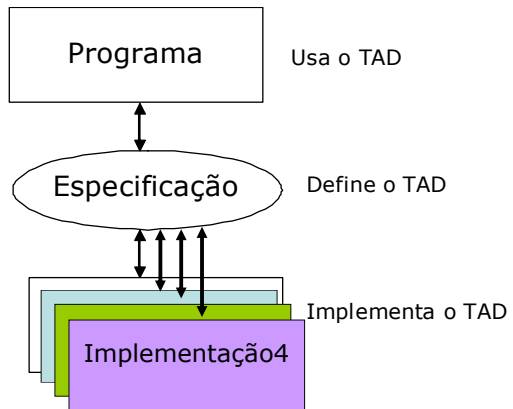 Programa
Usa o TAD
Especificação
Define o TAD
Implementa o TAD
Implementação4